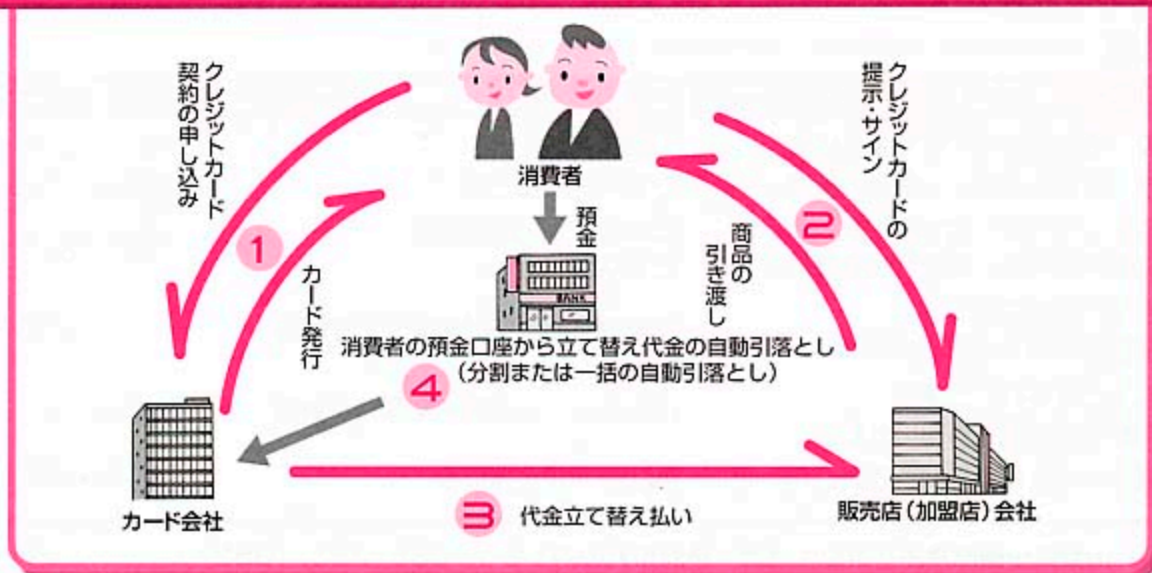 消費者
クレジットカード
契約の申し込み
1
カード発行
クレジットカードの
提示・サイン
2
商品の
引き渡し
預金
BANK
消費者の預金口座から立て替え代金の自動引落とし
（分割または一括の自動引落とし）
4
カード会社
3
代金立て替え払い
販売店（加盟店）会社